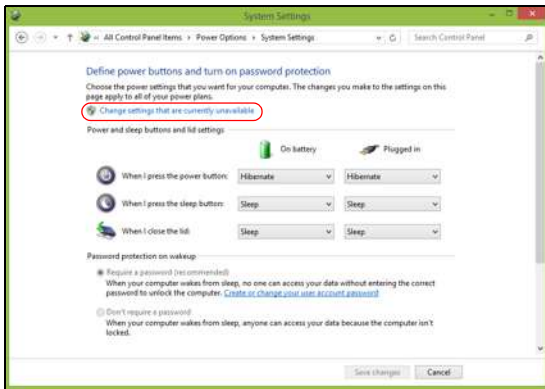 System Settings
« All Control Panel Items › Power Options › System Settings
Search Control Panel
Define power buttons and turn on password protection
Choose the power settings that you want for your computer. The changes you make to the settings on this
page apply to all of your power plans.
Change settings that are currently unavailable
Power and sleep buttons and lid settings
On battery Plugged in
When I press the power button: Hibernate Hibernate
When I press the sleep button: Sleep Sleep
When I close the lid: Sleep Sleep
Password protection on wakeup
Require a password (recommended)
When your computer wakes from sleep, no one can access your data without entering the correct
password to unlock the computer. Create or change your user account password
Don't require a password
When your computer wakes from sleep, anyone can access your data because the computer isn't
locked.
Save changes Cancel